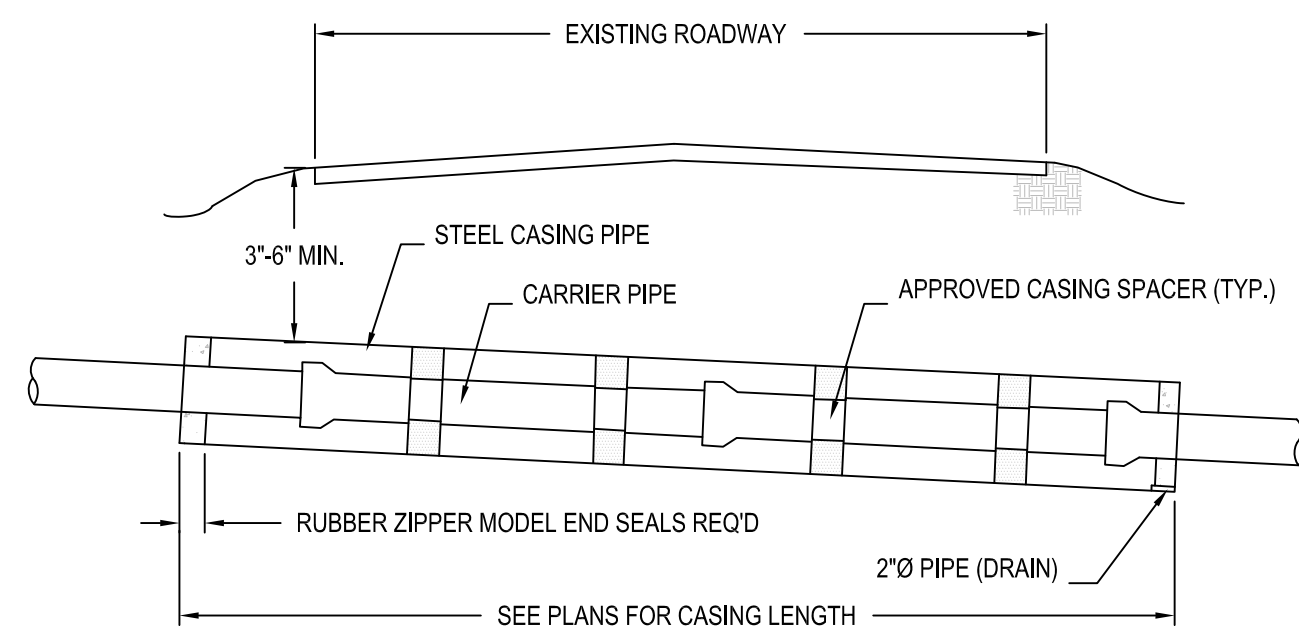 EXISTING ROADWAY
STEEL CASING PIPE
3"-6" MIN.
CARRIER PIPE
APPROVED CASING SPACER (TYP.)
RUBBER ZIPPER MODEL END SEALS REQ'D
2"Ø PIPE (DRAIN)
SEE PLANS FOR CASING LENGTH